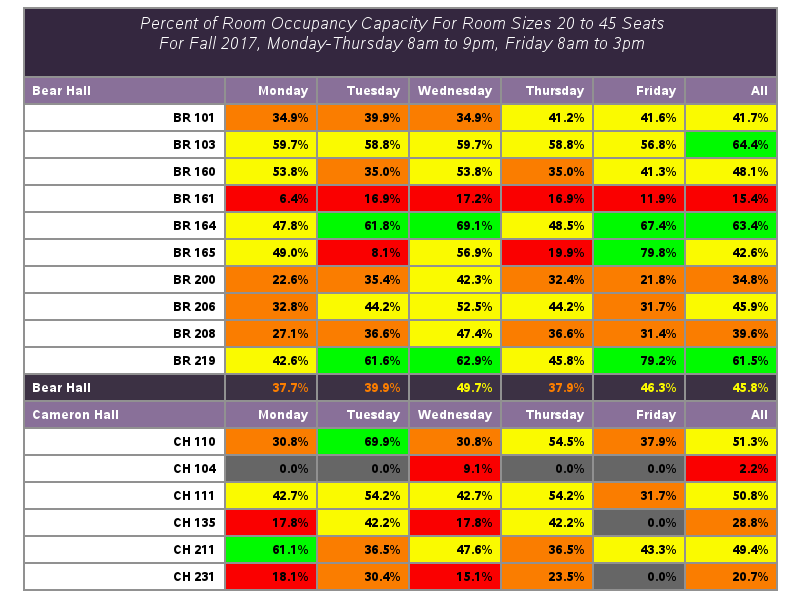 Percent of Room Occupancy Capacity For Room Sizes 20 to 45 Seats
For Fall 2017, Monday-Thursday 8am to 9pm, Friday 8am to 3pm
Bear Hall Monday Tuesday Wednesday Thursday Friday All
BR 101 34.9% 39.9% 34.9% 41.2% 41.6% 41.7%
BR 103 59.7% 58.8% 59.7% 58.8% 56.8% 64.4%
BR 160 53.8% 35.0% 53.8% 35.0% 41.3% 48.1%
BR 161 6.4% 16.9% 17.2% 16.9% 11.9% 15.4%
BR 164 47.8% 61.8% 69.1% 48.5% 67.4% 63.4%
BR 165 49.0% 8.1% 56.9% 19.9% 79.8% 42.6%
BR 200 22.6% 35.4% 42.3% 32.4% 21.8% 34.8%
BR 206 32.8% 44.2% 52.5% 44.2% 31.7% 45.9%
BR 208 27.1% 36.6% 47.4% 36.6% 31.4% 39.6%
BR 219 42.6% 61.6% 62.9% 45.8% 79.2% 61.5%
Bear Hall 37.7% 39.9% 49.7% 37.9% 46.3% 45.8%
Cameron Hall Monday Tuesday Wednesday Thursday Friday All
CH 110 30.8% 69.9% 30.8% 54.5% 37.9% 51.3%
CH 104 0.0% 0.0% 9.1% 0.0% 0.0% 2.2%
CH 111 42.7% 54.2% 42.7% 54.2% 31.7% 50.8%
CH 135 17.8% 42.2% 17.8% 42.2% 0.0% 28.8%
CH 211 61.1% 36.5% 47.6% 36.5% 43.3% 49.4%
CH 231 18.1% 30.4% 15.1% 23.5% 0.0% 20.7%